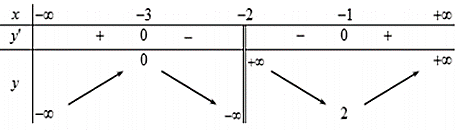 x −∞ −3 −2 −1 +∞
y' + 0 − − 0 +
0 +∞ +∞
y
−∞ −∞ 2